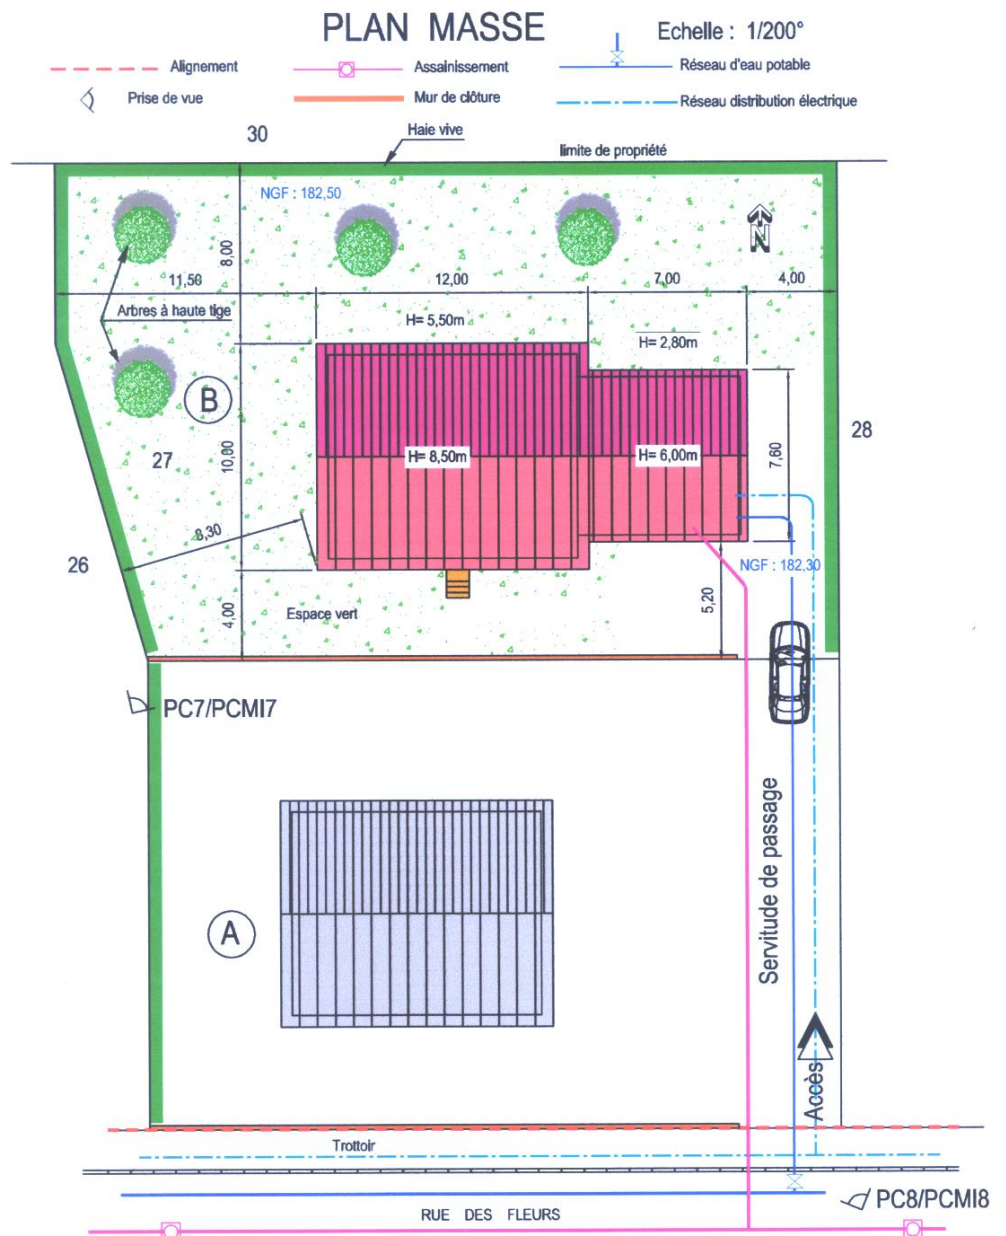 PLAN MASSE
Echelle : 1/200°
Alignement
Assainissement
Réseau d'eau potable
Prise de vue
Mur de clôture
Réseau distribution électrique
30
Haie vive
limite de propriété
NGF : 182,50
N
8,00
11,50
12,00
7,00
4,00
Arbres à haute tige
H= 5,50m
H= 2,80m
B
28
27
10,00
H= 8,50m
H= 6,00m
7,60
8,30
26
NGF : 182,30
4,00
Espace vert
5,20
PC7/PCMI7
Servitude de passage
A
Accès
Trottoir
PC8/PCMI8
RUE DES FLEURS